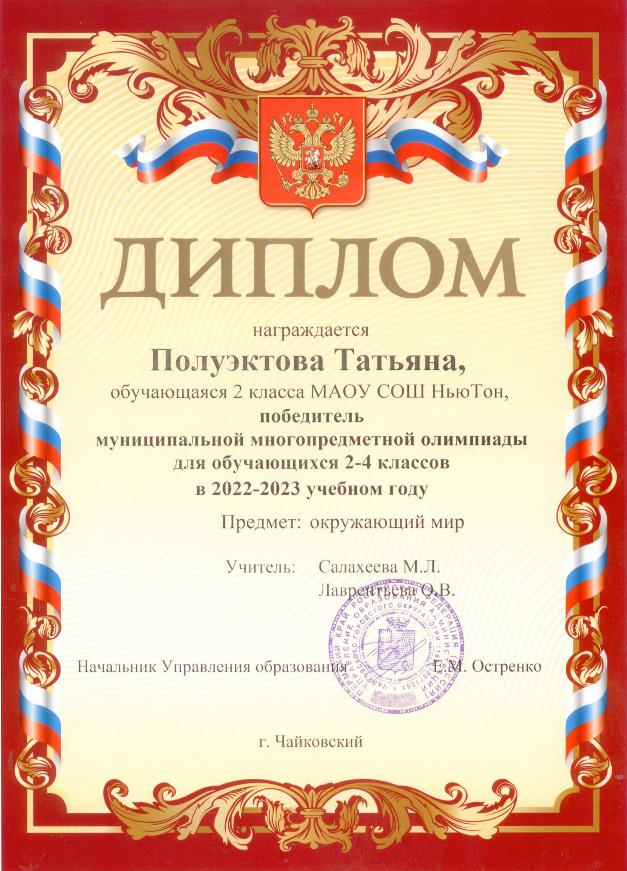 ДИПЛОМ
награждается
Полуэктова Татьяна,
обучающаяся 2 класса МАОУ СОШ НьюТон,
победитель
муниципальной многопредметной олимпиады
для обучающихся 2-4 классов
в 2022-2023 учебном году
Предмет: окружающий мир
Учитель: Салахеева М.Л.
Лаврентьева О.В.
Начальник Управления образования Е.М. Остренко
г. Чайковский